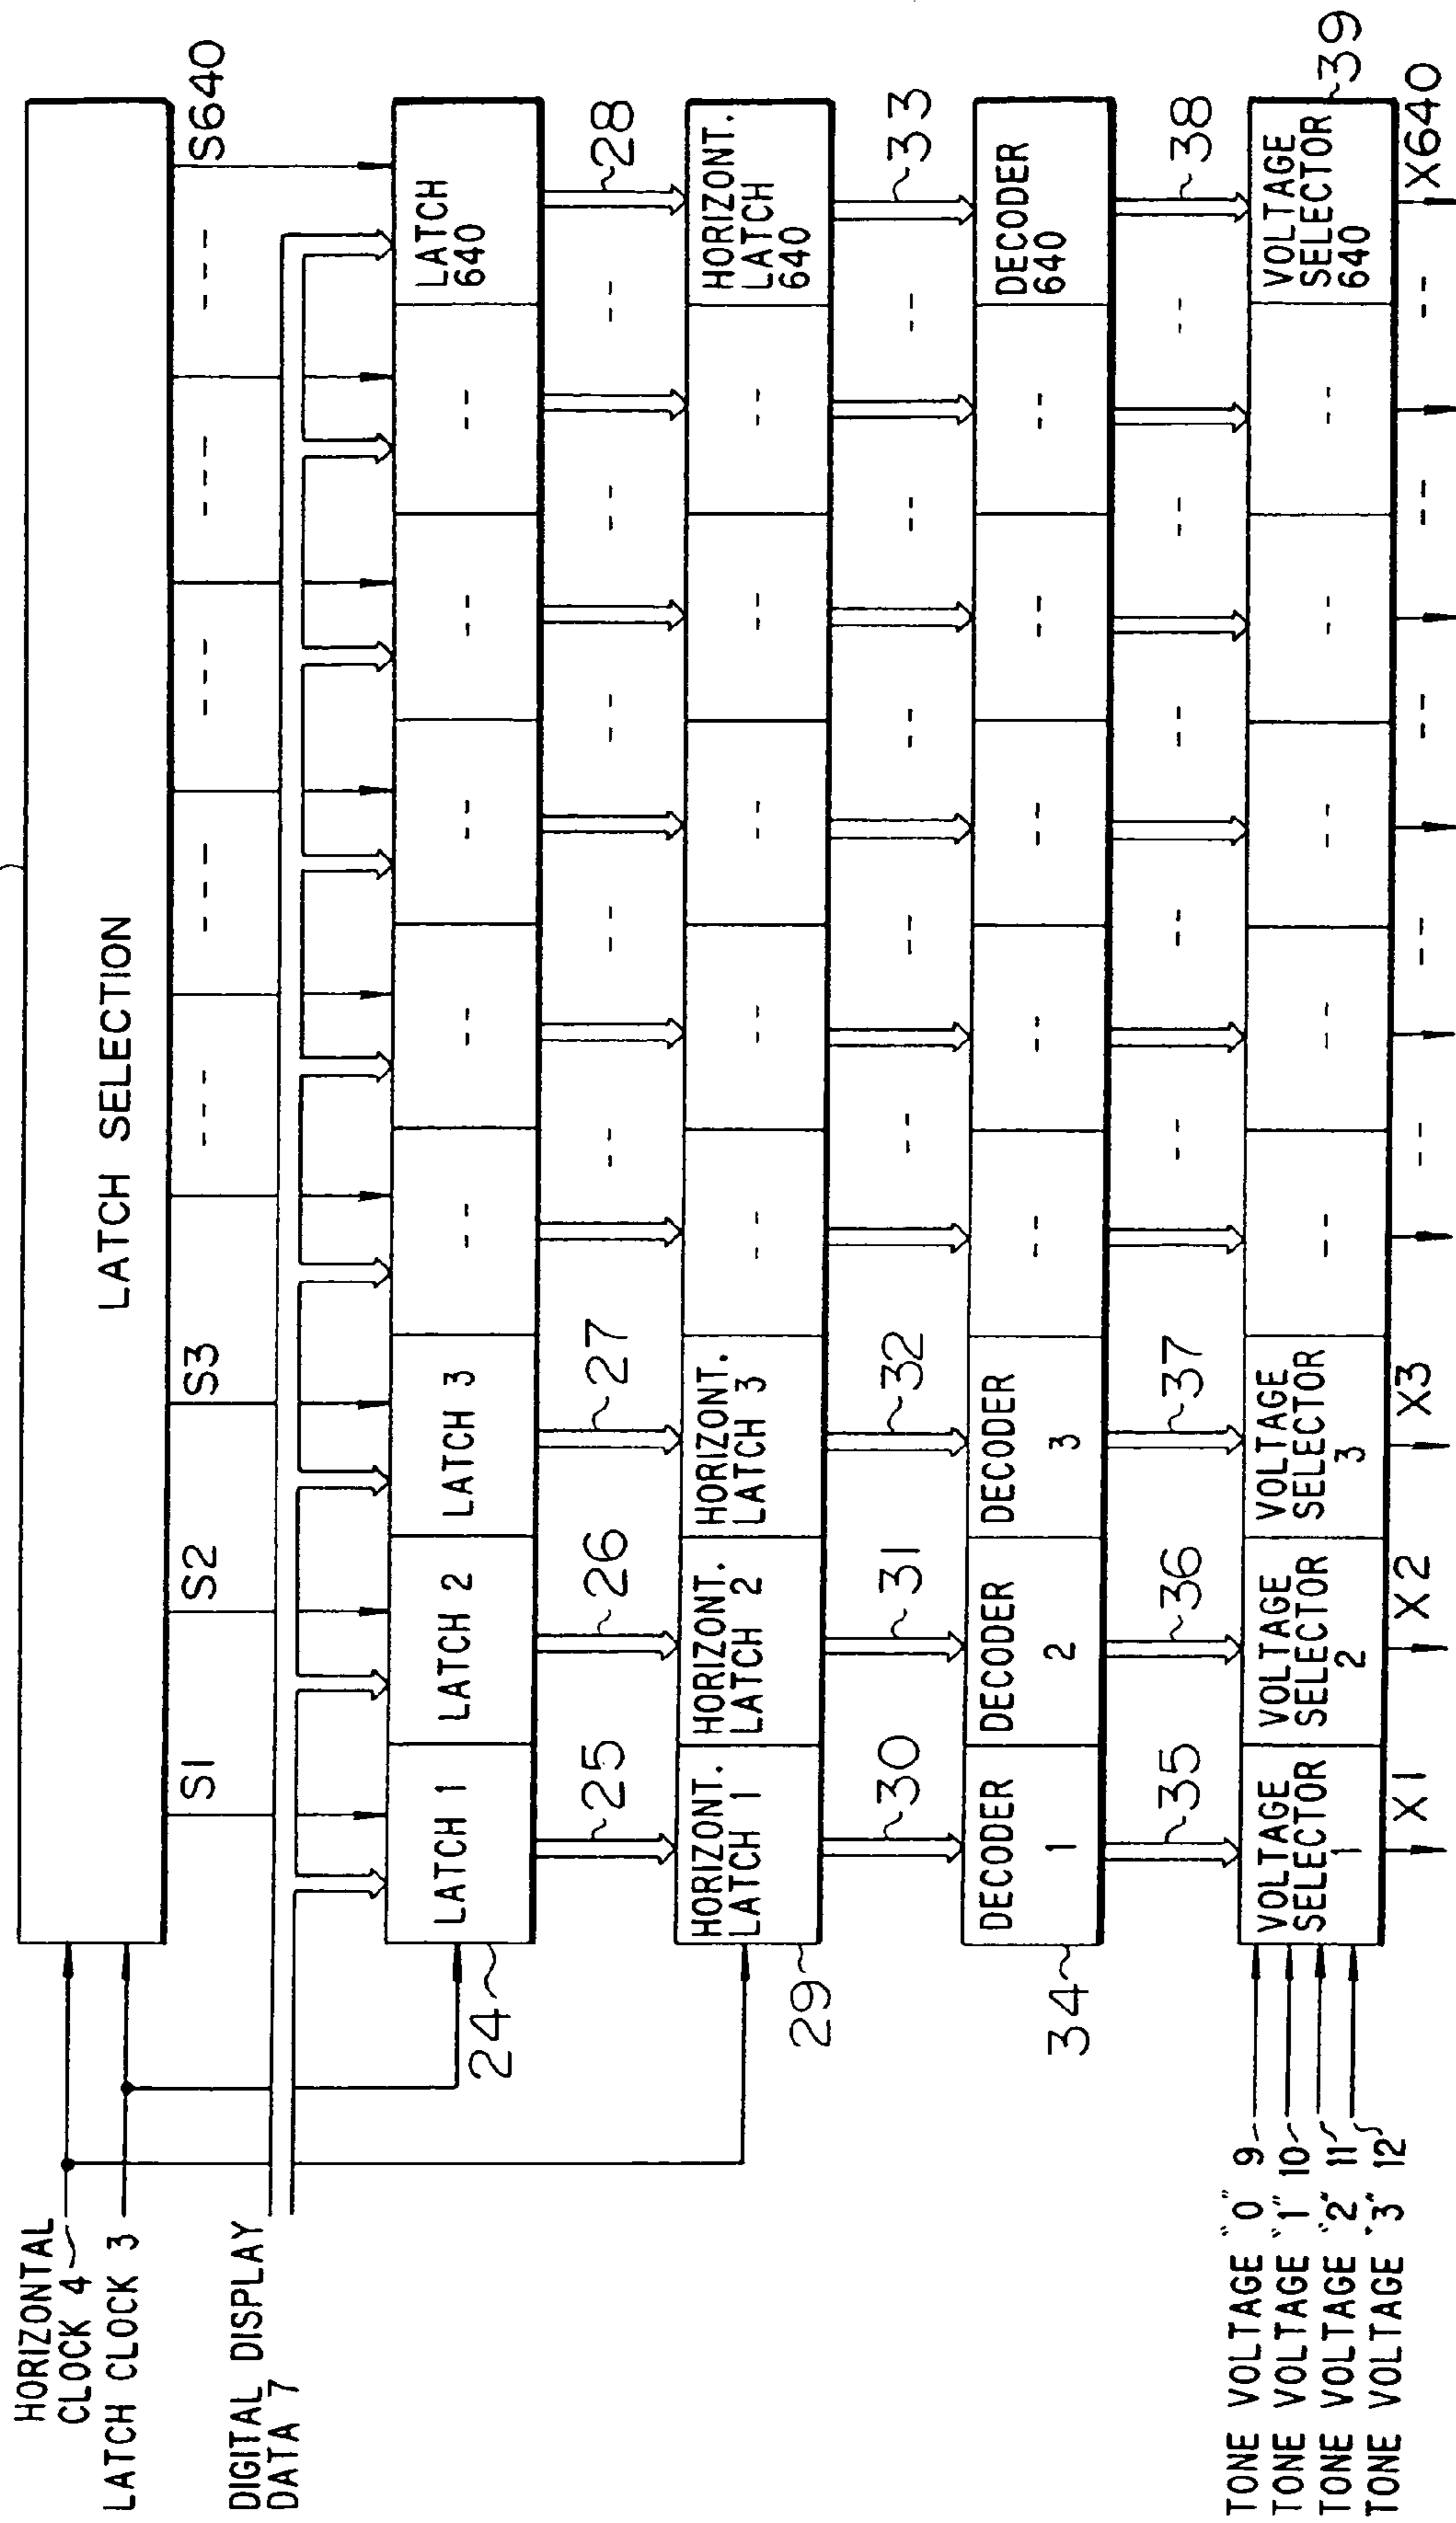 HORIZONTAL
CLOCK 4
LATCH CLOCK 3
DIGITAL DISPLAY
DATA 7
LATCH SELECTION
S1
S2
S3
---
---
---
---
---
S640
24
LATCH 1
LATCH 2
LATCH 3
--
--
--
--
--
LATCH
640
25
26
27
--
--
--
--
--
28
29
HORIZONT.
LATCH 1
HORIZONT.
LATCH 2
HORIZONT.
LATCH 3
--
--
--
--
--
HORIZONT.
LATCH
640
30
31
32
--
--
--
--
--
33
34
DECODER
1
DECODER
2
DECODER
3
--
--
--
--
--
DECODER
640
35
36
37
--
--
--
--
--
38
TONE VOLTAGE "0" 9
TONE VOLTAGE "1" 10
TONE VOLTAGE "2" 11
TONE VOLTAGE "3" 12
VOLTAGE
SELECTOR
1
VOLTAGE
SELECTOR
2
VOLTAGE
SELECTOR
3
--
--
--
--
--
VOLTAGE
SELECTOR
640
39
X1
X2
X3
--
--
--
--
--
X640